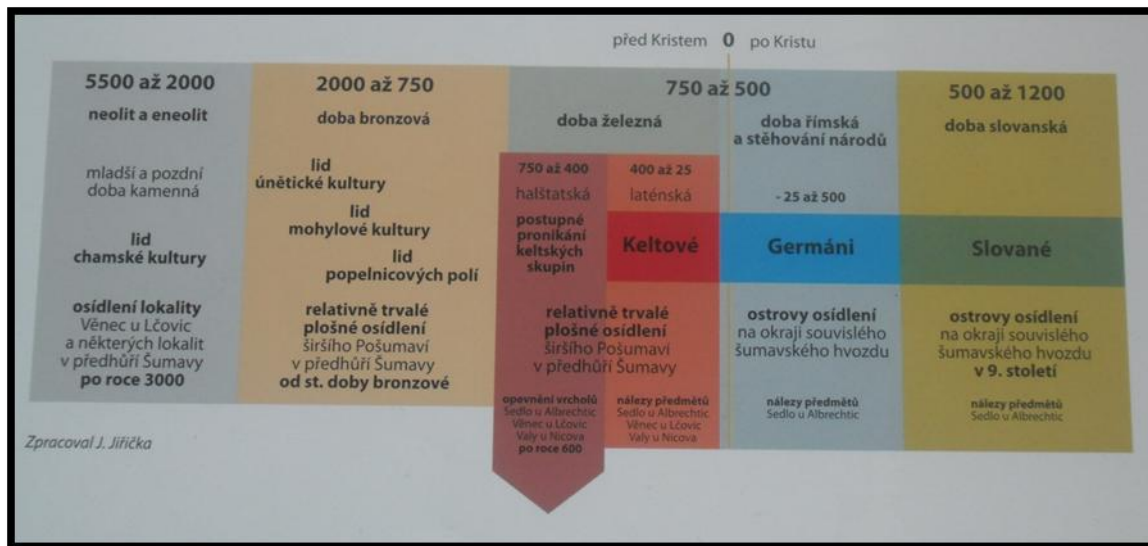 před Kristem 0 po Kristu
5500 až 2000
neolit a eneolit
mladší a pozdní
doba kamenná
lid
chamské kultury
osídlení lokality
Věnec u Lčovic
a některých lokalit
v předhůří Šumavy
po roce 3000
2000 až 750
doba bronzová
lid
únětické kultury
lid
mohylové kultury
lid
popelnicových polí
relativně trvalé
plošné osídlení
širšího Pošumaví
v předhůří Šumavy
od st. doby bronzové
750 až 500
doba železná
750 až 400
halštatská
postupné
pronikání
keltských
skupin
400 až 25
laténská
Keltové
relativně trvalé
plošné osídlení
širšího Pošumaví
v předhůří Šumavy
opevnění vrcholů
Sedlo u Albrechtic
Věnec u Lčovic
Valy u Nicova
po roce 600
nálezy předmětů
Sedlo u Albrechtic
Věnec u Lčovic
Valy u Nicova
doba římská
a stěhování národů
- 25 až 500
Germáni
ostrovy osídlení
na okraji souvislého
šumavského hvozdu
nálezy předmětů
Sedlo u Albrechtic
500 až 1200
doba slovanská
Slované
ostrovy osídlení
na okraji souvislého
šumavského hvozdu
v 9. století
nálezy předmětů
Sedlo u Albrechtic
Zpracoval J. Jiřička